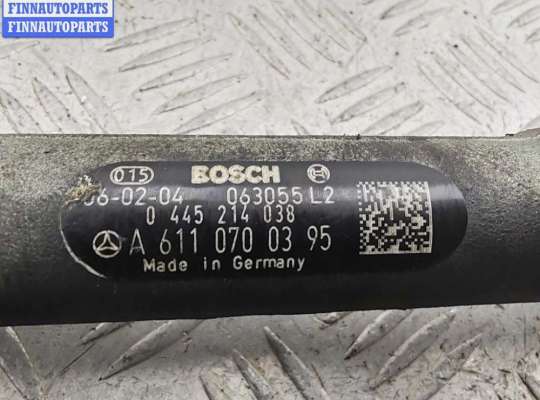 FINNAUTOPARTS
FINNAUTOPARTS
015 BOSCH
06-02-04 063055 L2
0 445 214 038
A 611 070 03 95
Made in Germany